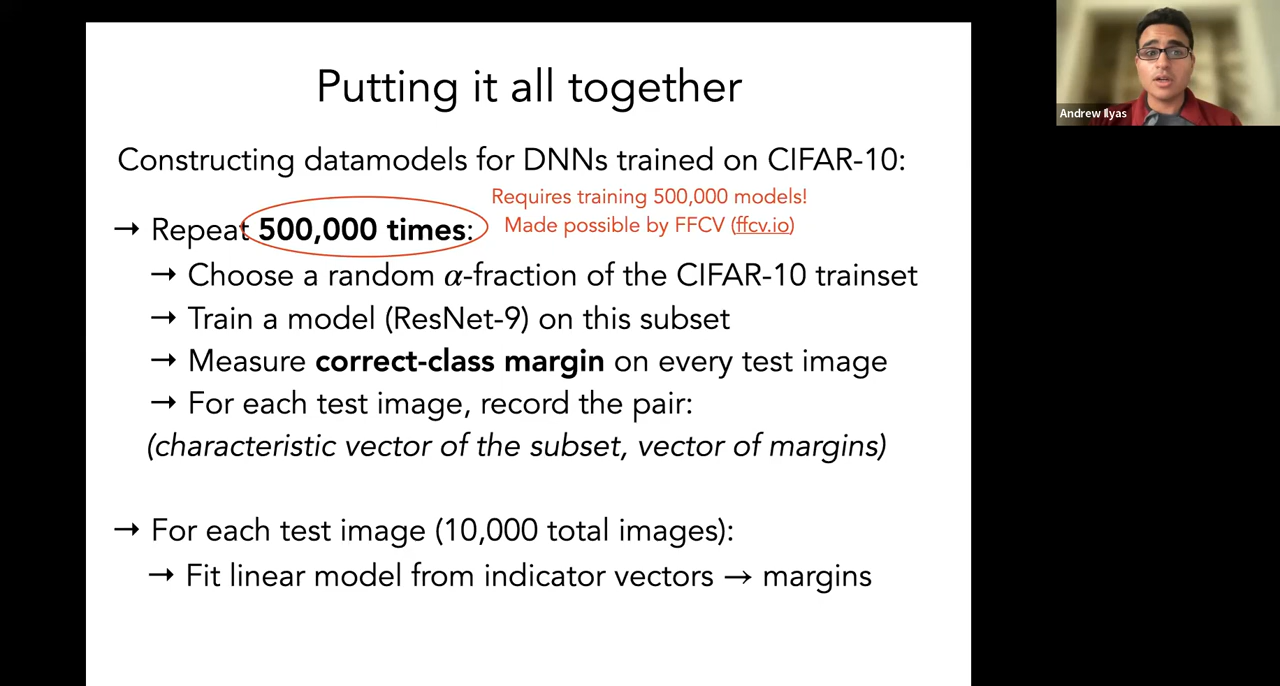 Putting it all together
Constructing datamodels for DNNs trained on CIFAR-10:
Requires training 500,000 models!
Made possible by FFCV (ffcv.io)
→ Repeat 500,000 times:
→ Choose a random α-fraction of the CIFAR-10 trainset
→ Train a model (ResNet-9) on this subset
→ Measure correct-class margin on every test image
→ For each test image, record the pair:
(characteristic vector of the subset, vector of margins)
→ For each test image (10,000 total images):
→ Fit linear model from indicator vectors → margins
Andrew Ilyas